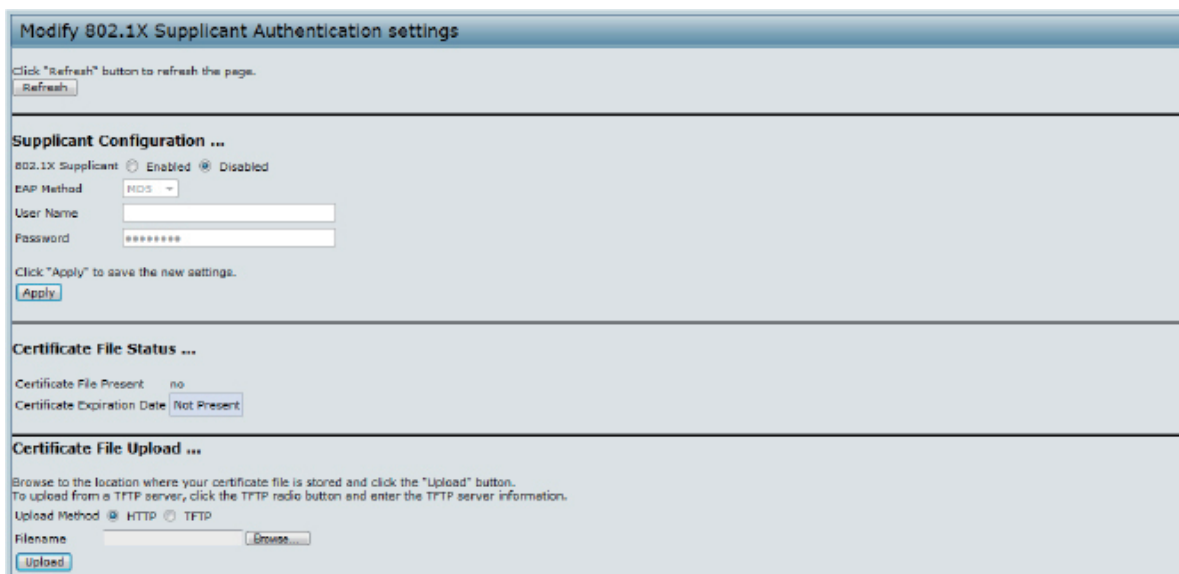 Modify 802.1X Supplicant Authentication settings
Click "Refresh" button to refresh the page.
Refresh
Supplicant Configuration ...
802.1X Supplicant Enabled Disabled
EAP Method MD5
User Name
Password ••••••••
Click "Apply" to save the new settings.
Apply
Certificate File Status ...
Certificate File Present no
Certificate Expiration Date Not Present
Certificate File Upload ...
Browse to the location where your certificate file is stored and click the "Upload" button.
To upload from a TFTP server, click the TFTP radio button and enter the TFTP server information.
Upload Method HTTP TFTP
Filename Browse...
Upload